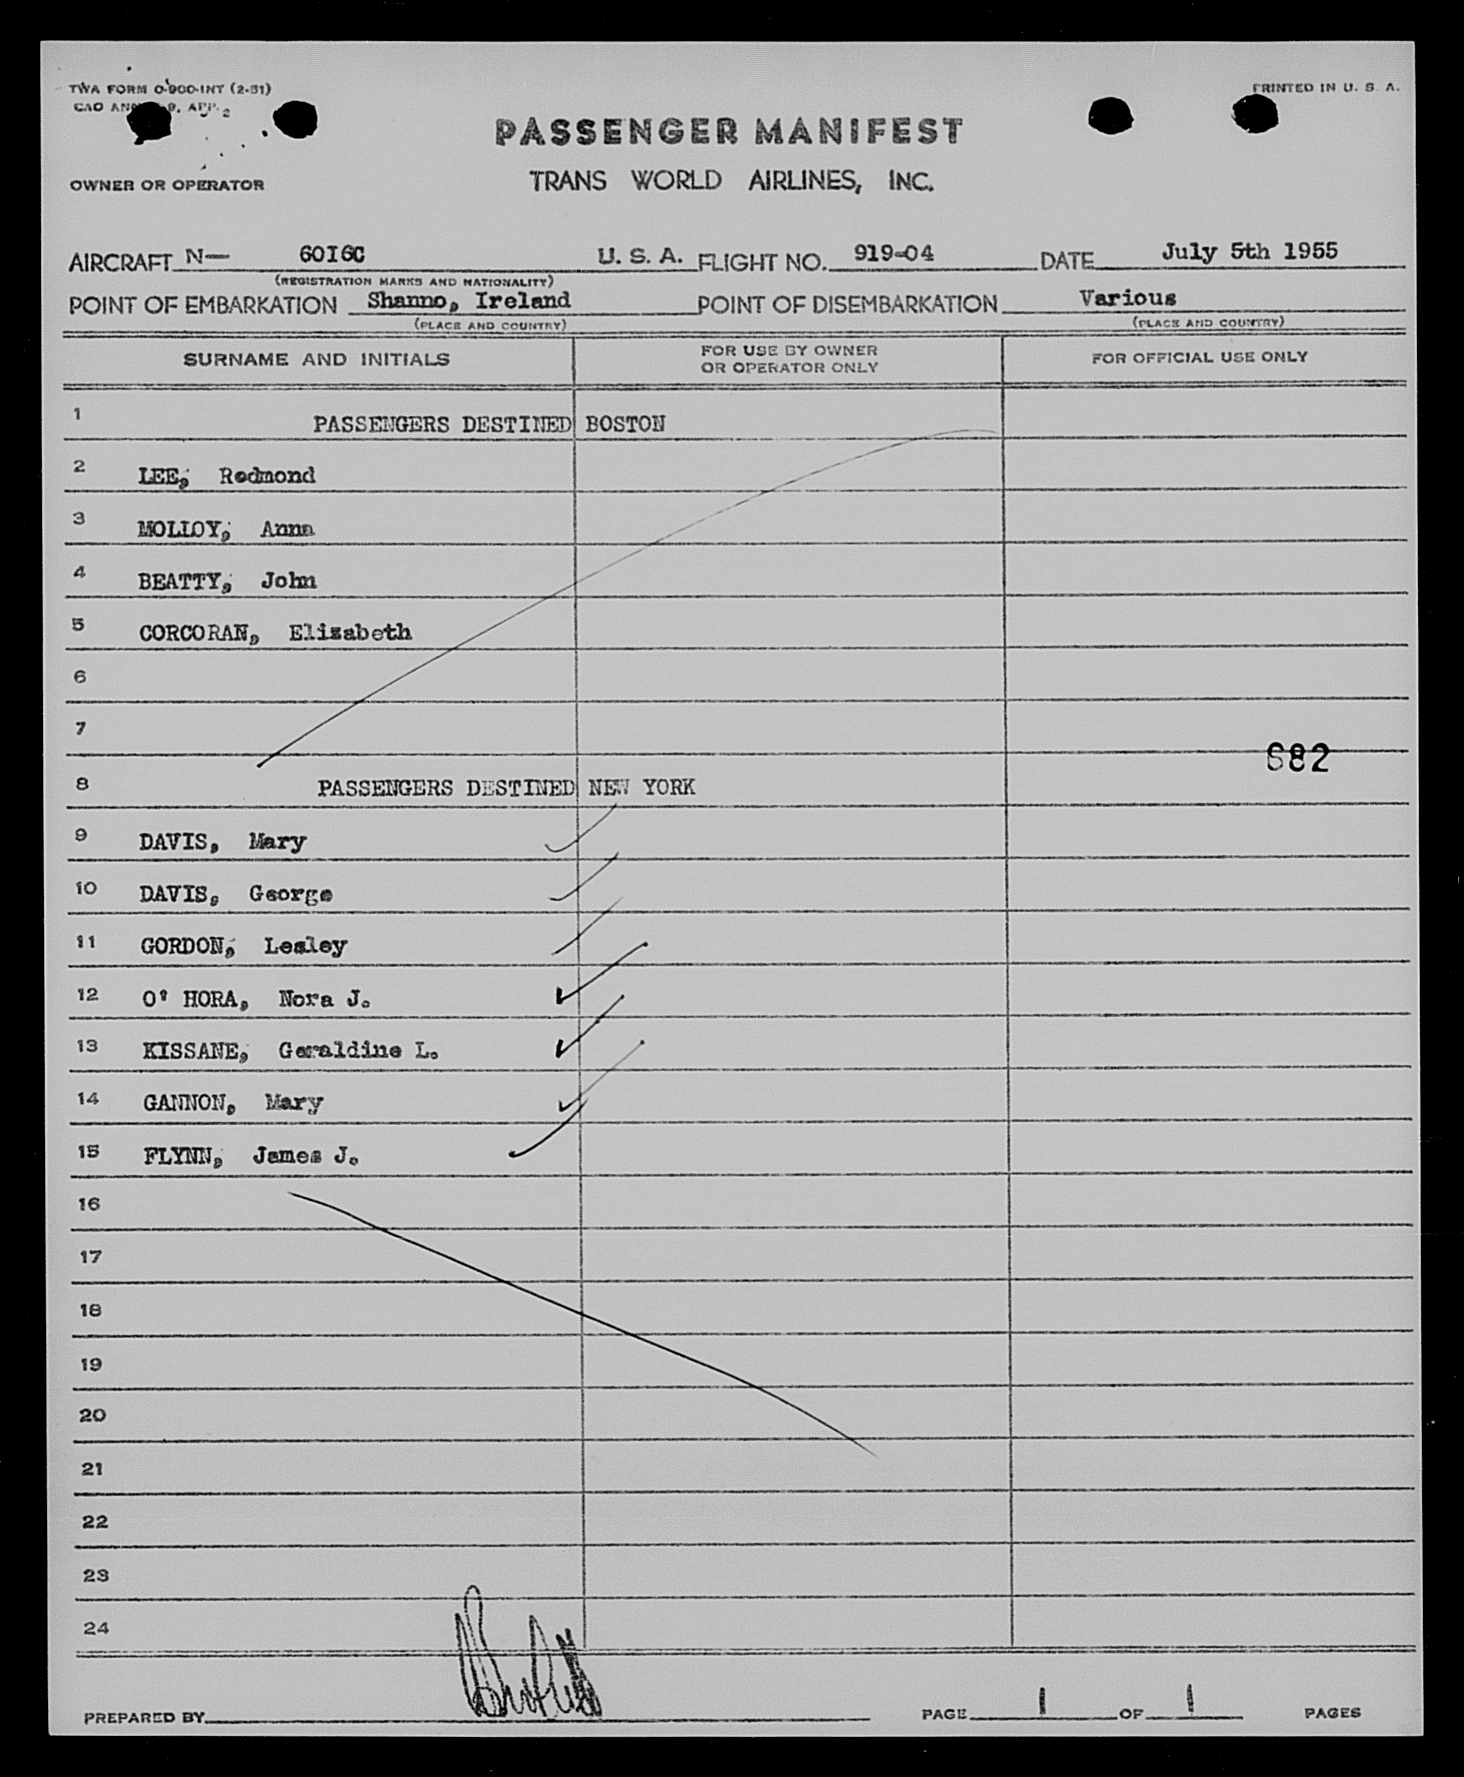 TWA FORM O-900-INT (2-51)
PRINTED IN U. S. A.
PASSENGER MANIFEST
OWNER OR OPERATOR
TRANS WORLD AIRLINES, INC.
AIRCRAFT N— 60I6C U. S. A. FLIGHT NO. 919-04 DATE July 5th 1955
(REGISTRATION MARKS AND NATIONALITY)
POINT OF EMBARKATION Shanno, Ireland POINT OF DISEMBARKATION Various
(PLACE AND COUNTRY) (PLACE AND COUNTRY)
SURNAME AND INITIALS FOR USE BY OWNER OR OPERATOR ONLY FOR OFFICIAL USE ONLY
1 PASSENGERS DESTINED BOSTON
2 LEE, Redmond
3 MOLLOY, Anna
4 BEATTY, John
5 CORCORAN, Elizabeth
6
7
682
8 PASSENGERS DESTINED NEW YORK
9 DAVIS, Mary
10 DAVIS, George
11 GORDON, Lesley
12 O' HORA, Nora J.
13 KISSANE, Geraldine L.
14 GANNON, Mary
15 FLYNN, James J.
16
17
18
19
20
21
22
23
24
PREPARED BY PAGE 1 OF 1 PAGES